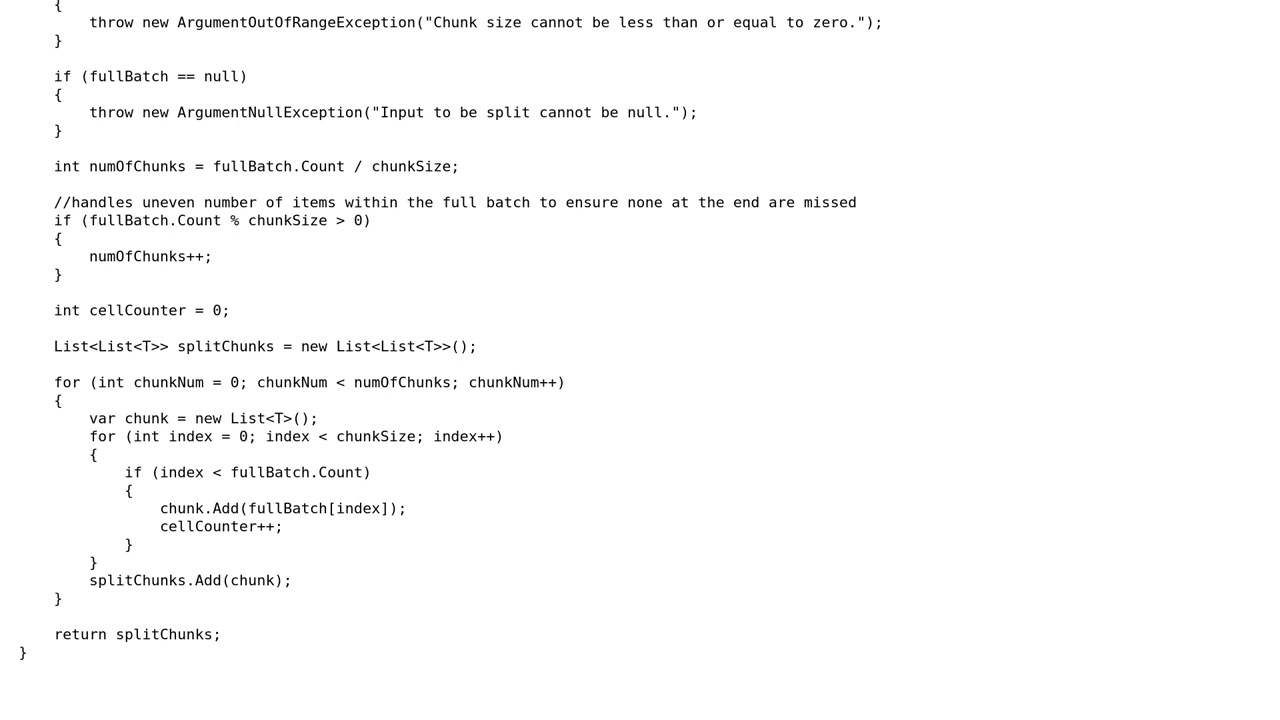 {
throw new ArgumentOutOfRangeException("Chunk size cannot be less than or equal to zero.");
}
if (fullBatch == null)
{
throw new ArgumentNullException("Input to be split cannot be null.");
}
int numOfChunks = fullBatch.Count / chunkSize;
//handles uneven number of items within the full batch to ensure none at the end are missed
if (fullBatch.Count % chunkSize > 0)
{
numOfChunks++;
}
int cellCounter = 0;
List<List<T>> splitChunks = new List<List<T>>();
for (int chunkNum = 0; chunkNum < numOfChunks; chunkNum++)
{
var chunk = new List<T>();
for (int index = 0; index < chunkSize; index++)
{
if (index < fullBatch.Count)
{
chunk.Add(fullBatch[index]);
cellCounter++;
}
}
splitChunks.Add(chunk);
}
return splitChunks;
}